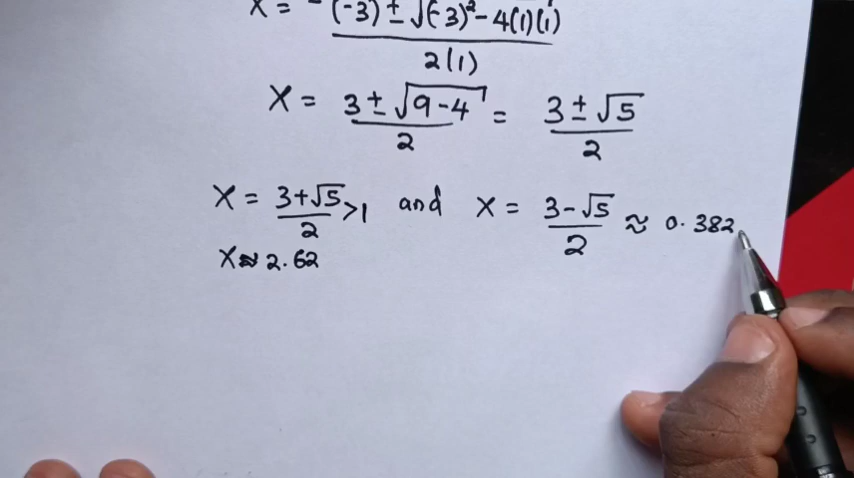 X = -(-3) ± √(-3)² - 4(1)(1) / 2(1)
X = 3 ± √9-4 / 2 = 3 ± √5 / 2
X = 3+√5 / 2 >1 and X = 3-√5 / 2 ≈ 0.382
X ≈ 2.62